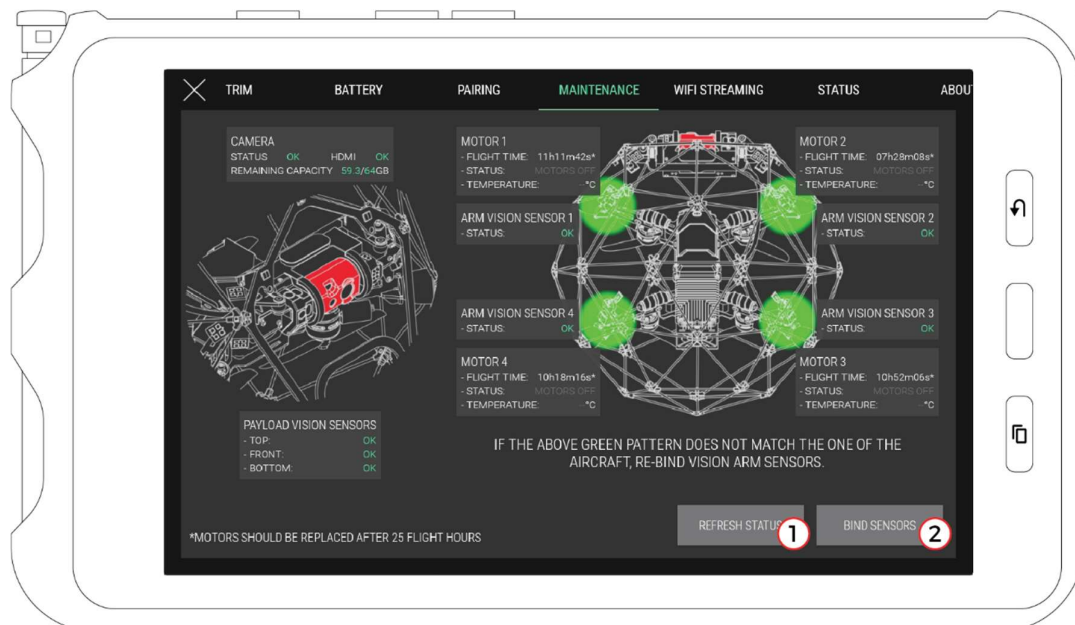 TRIM BATTERY PAIRING MAINTENANCE WIFI STREAMING STATUS ABOU
CAMERA
STATUS OK HDMI OK
REMAINING CAPACITY 59.3/64GB
MOTOR 1
- FLIGHT TIME: 11h11m42s*
- STATUS: MOTORS OFF
- TEMPERATURE: --°C
MOTOR 2
- FLIGHT TIME: 07h28m08s*
- STATUS: MOTORS OFF
- TEMPERATURE: --°C
ARM VISION SENSOR 1
- STATUS: OK
ARM VISION SENSOR 2
- STATUS: OK
ARM VISION SENSOR 4
- STATUS: OK
ARM VISION SENSOR 3
- STATUS: OK
MOTOR 4
- FLIGHT TIME: 10h18m16s*
- STATUS: MOTORS OFF
- TEMPERATURE: --°C
MOTOR 3
- FLIGHT TIME: 10h52m06s*
- STATUS: MOTORS OFF
- TEMPERATURE: --°C
PAYLOAD VISION SENSORS
- TOP: OK
- FRONT: OK
- BOTTOM: OK
IF THE ABOVE GREEN PATTERN DOES NOT MATCH THE ONE OF THE
AIRCRAFT, RE-BIND VISION ARM SENSORS.
REFRESH STATUS 1
BIND SENSORS 2
*MOTORS SHOULD BE REPLACED AFTER 25 FLIGHT HOURS